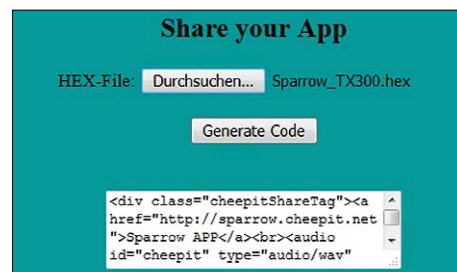 Share your App
HEX-File: Durchsuchen... Sparrow_TX300.hex
Generate Code
<div class="cheepitShareTag"><a
href="http://sparrow.cheepit.net
">Sparrow APP</a><br><audio
id="cheepit" type="audio/wav"